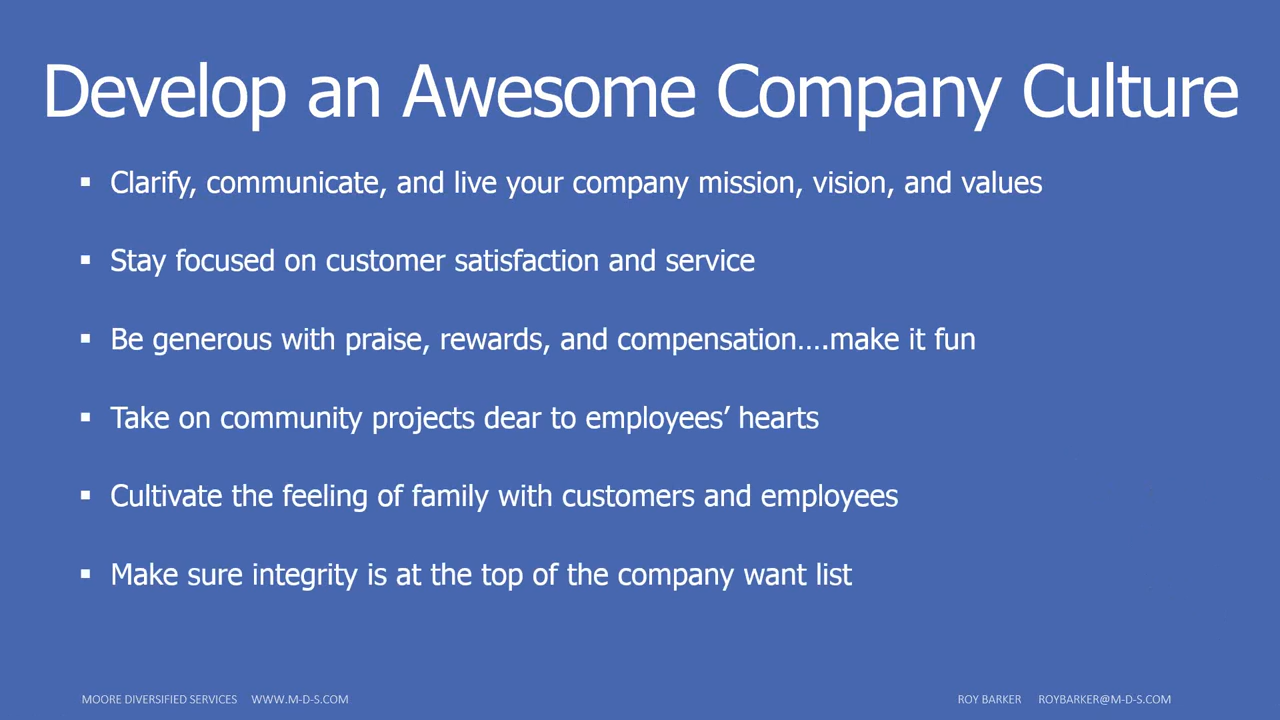 Develop an Awesome Company Culture
▪ Clarify, communicate, and live your company mission, vision, and values
▪ Stay focused on customer satisfaction and service
▪ Be generous with praise, rewards, and compensation….make it fun
▪ Take on community projects dear to employees’ hearts
▪ Cultivate the feeling of family with customers and employees
▪ Make sure integrity is at the top of the company want list
MOORE DIVERSIFIED SERVICES WWW.M-D-S.COM ROY BARKER ROYBARKER@M-D-S.COM